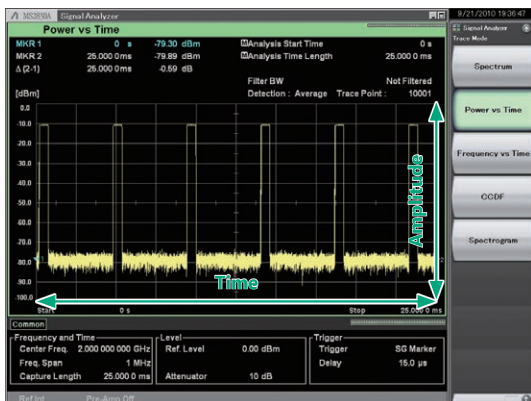 MS2830A Signal Analyzer
9/21/2010 19:36:47
Power vs Time
Signal Analyzer
Trace Mode
MKR 1 0 s -79.30 dBm Analysis Start Time 0 s
MKR 2 25.000 0ms -79.89 dBm Analysis Time Length 25.000 0 ms
Δ (2-1) 25.000 0ms -0.59 dB
Filter BW Not Filtered
Detection : Average Trace Point : 10001
[dBm]
0.0
-10.0
-20.0
-30.0
-40.0
-50.0
-60.0
-70.0
-80.0
-90.0
-100.0
Amplitude
Time
Start 0 s Stop 25.000 0 ms
Spectrum
Power vs Time
Frequency vs Time
CCDF
Spectrogram
Common
Frequency and Time
Center Freq. 2.000 000 000 GHz
Freq. Span 1 MHz
Capture Length 25.000 0 ms
Level
Ref. Level 0.00 dBm
Attenuator 10 dB
Trigger
Trigger SG Marker
Delay 15.0 µs
Ref.Int Pre-Amp Off